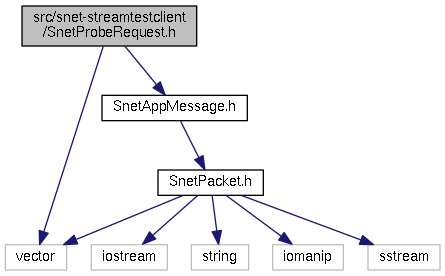 src/snet-streamtestclient
/SnetProbeRequest.h
SnetAppMessage.h
SnetPacket.h
vector
iostream
string
iomanip
sstream